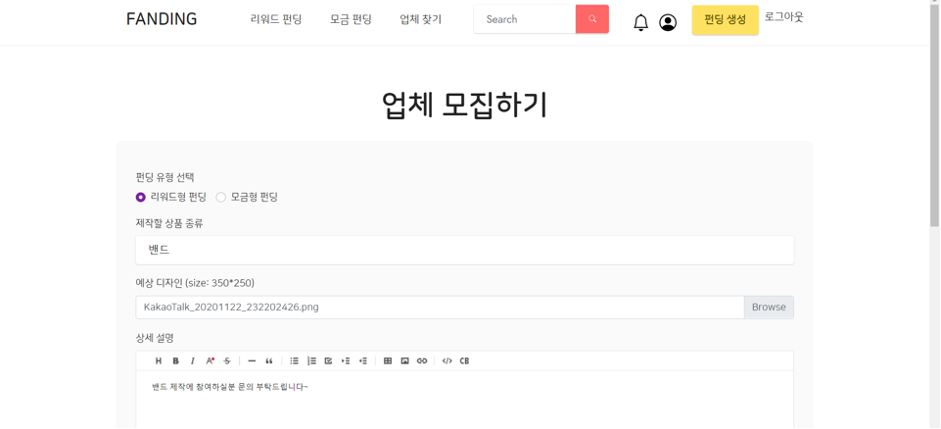 FANDING 리워드 펀딩 모금 펀딩 업체 찾기 Search 펀딩 생성 로그아웃
업체 모집하기
펀딩 유형 선택
리워드형 펀딩 모금형 펀딩
제작할 상품 종류
밴드
예상 디자인 (size: 350*250)
KakaoTalk_20201122_232202426.png Browse
상세 설명
H B I A S — “ </> CB
밴드 제작에 참여하실분 문의 부탁드립니다~